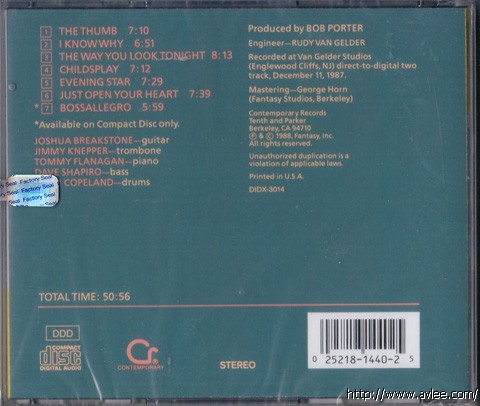 1 THE THUMB 7:10
2 I KNOW WHY 6:51
3 THE WAY YOU LOOK TONIGHT 8:13
4 CHILDSPLAY 7:12
5 EVENING STAR 7:29
6 JUST OPEN YOUR HEART 7:39
*7 BOSSALLEGRO 5:59
*Available on Compact Disc only.
JOSHUA BREAKSTONE—guitar
JIMMY KNEPPER—trombone
TOMMY FLANAGAN—piano
DAVE SHAPIRO—bass
COPELAND—drums
Factory Seal
TOTAL TIME: 50:56
DDD
COMPACT
disc
DIGITAL AUDIO
Cr
CONTEMPORARY
STEREO
Produced by BOB PORTER
Engineer—RUDY VAN GELDER
Recorded at Van Gelder Studios
(Englewood Cliffs, NJ) direct-to-digital two
track, December 11, 1987.
Mastering—George Horn
(Fantasy Studios, Berkeley)
Contemporary Records
Tenth and Parker
Berkeley, CA 94710
℗ & © 1988, Fantasy, Inc.
All rights reserved.
Unauthorized duplication is a
violation of applicable laws.
Printed in U.S.A.
DIDX-3014
0 25218-1440-2 5
http://www.avlee.com/